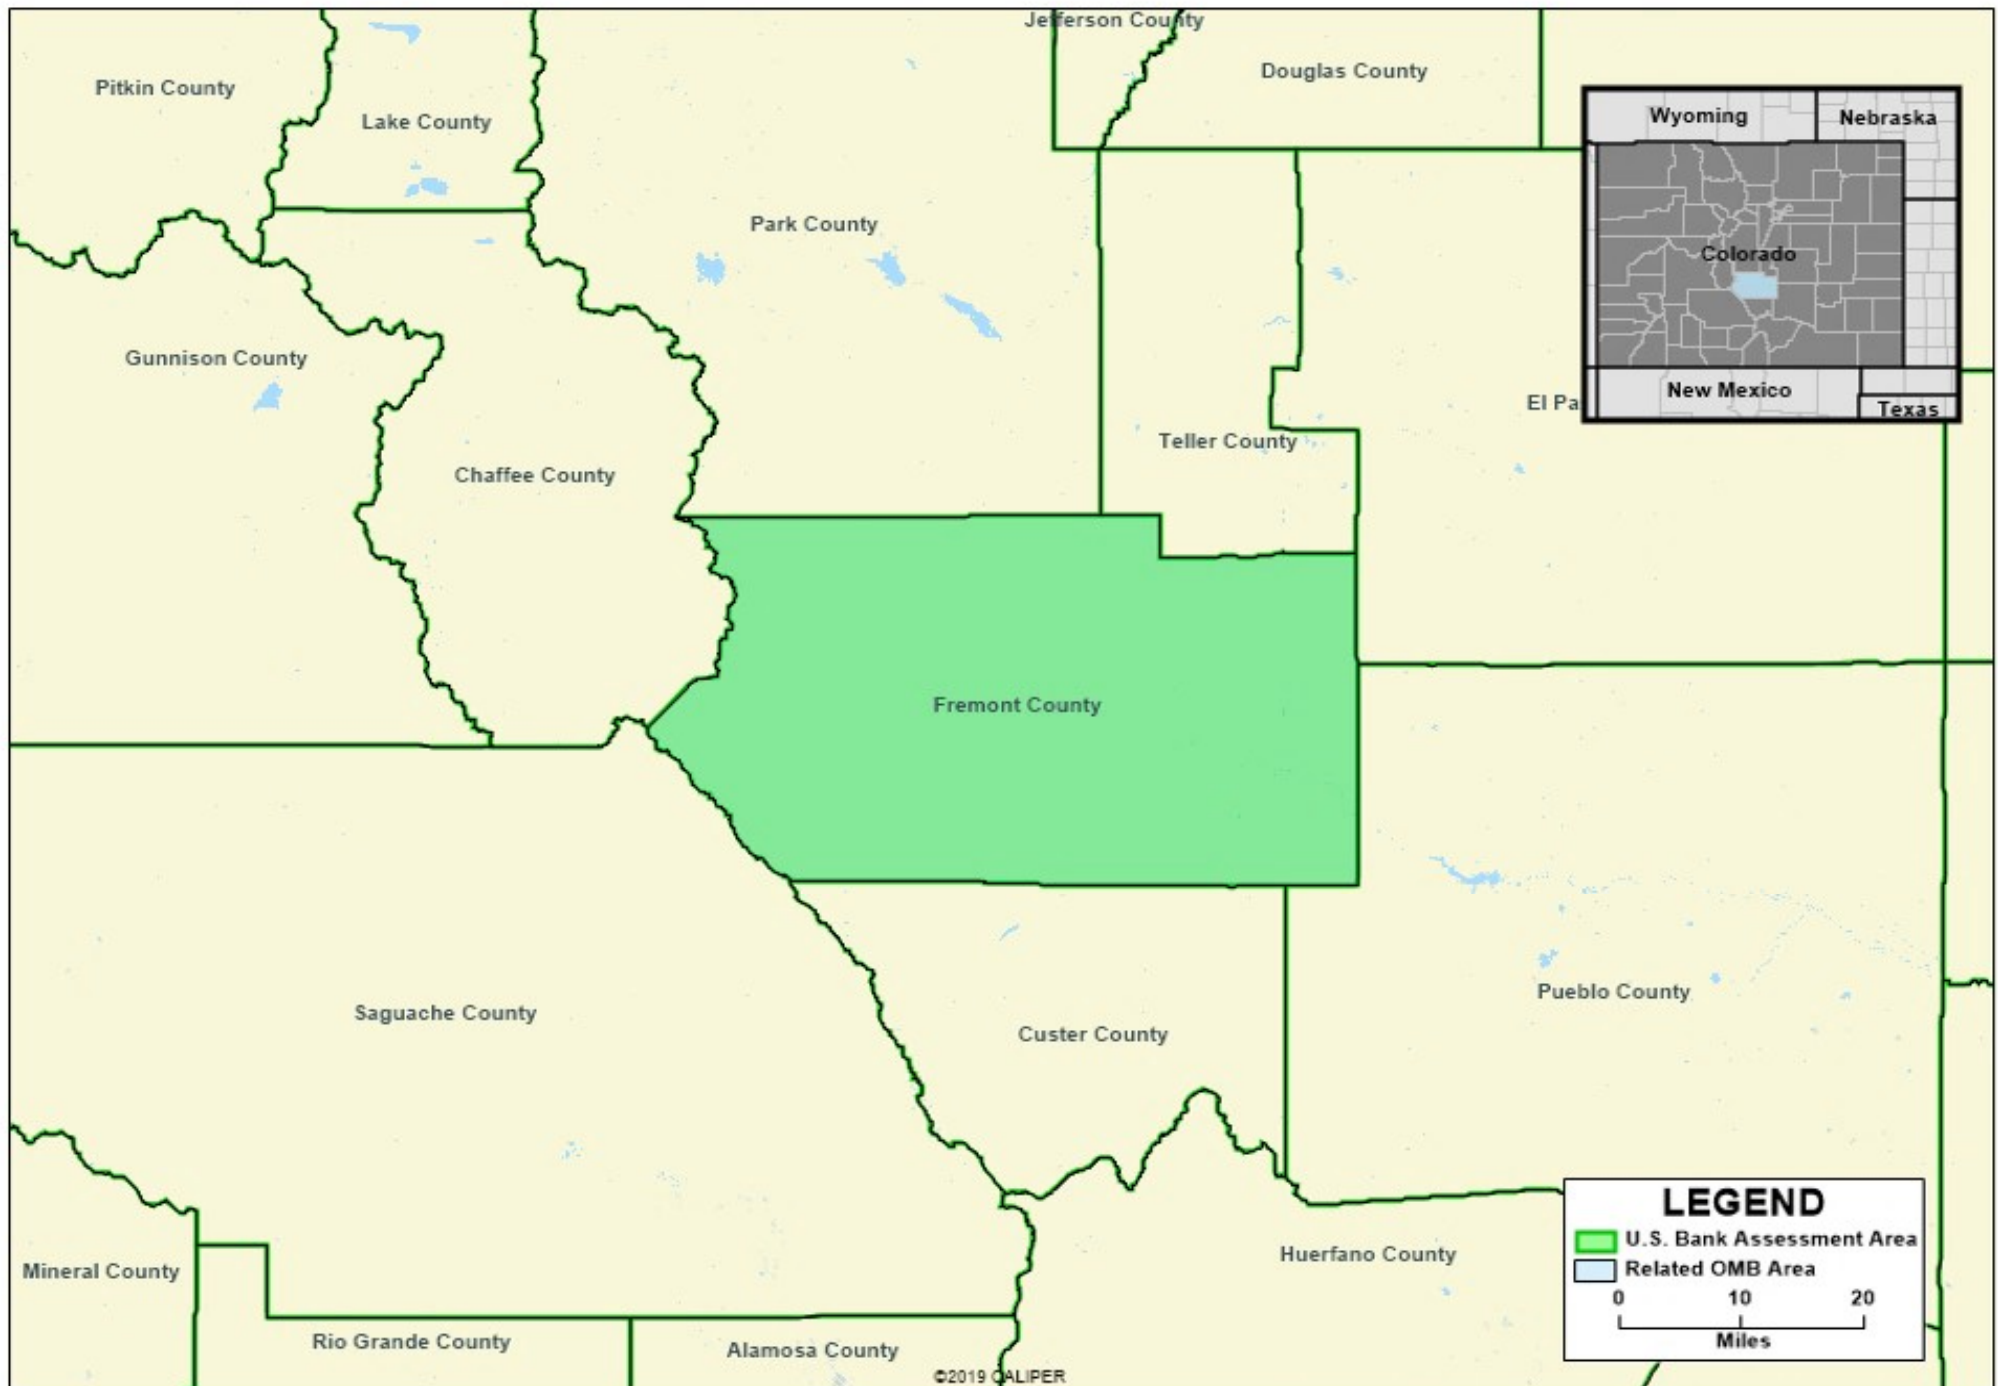 Jefferson County
Douglas County
Pitkin County
Lake County
Wyoming
Nebraska
Park County
Colorado
Gunnison County
New Mexico
El Pa
Texas
Teller County
Chaffee County
Fremont County
Pueblo County
Saguache County
Custer County
LEGEND
U.S. Bank Assessment Area
Huerfano County
Related OMB Area
Mineral County
0 10 20
Miles
Rio Grande County
Alamosa County
©2019 CALIPER